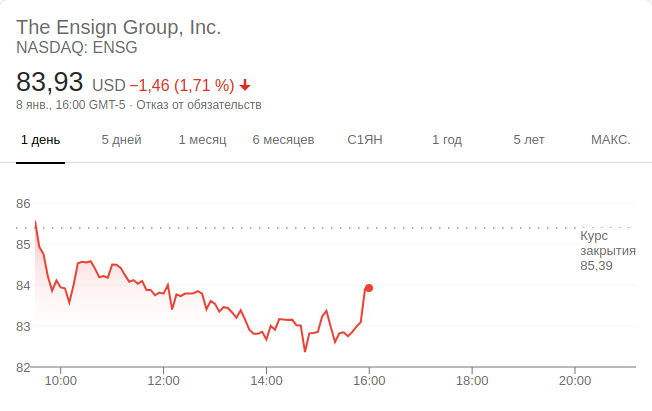 The Ensign Group, Inc.
NASDAQ: ENSG
83,93 USD −1,46 (1,71 %)
8 янв., 16:00 GMT-5 · Отказ от обязательств
1 день 5 дней 1 месяц 6 месяцев С1ЯН 1 год 5 лет МАКС.
86
85
84
83
82
Курс
закрытия
85,39
10:00 12:00 14:00 16:00 18:00 20:00